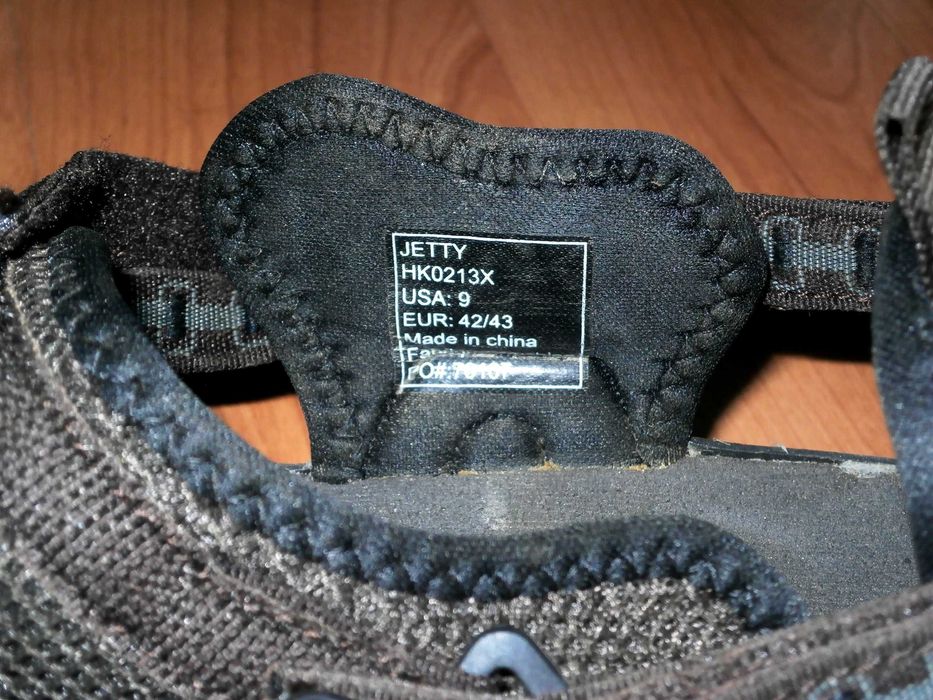 JETTY
HK0213X
USA: 9
EUR: 42/43
Made in china